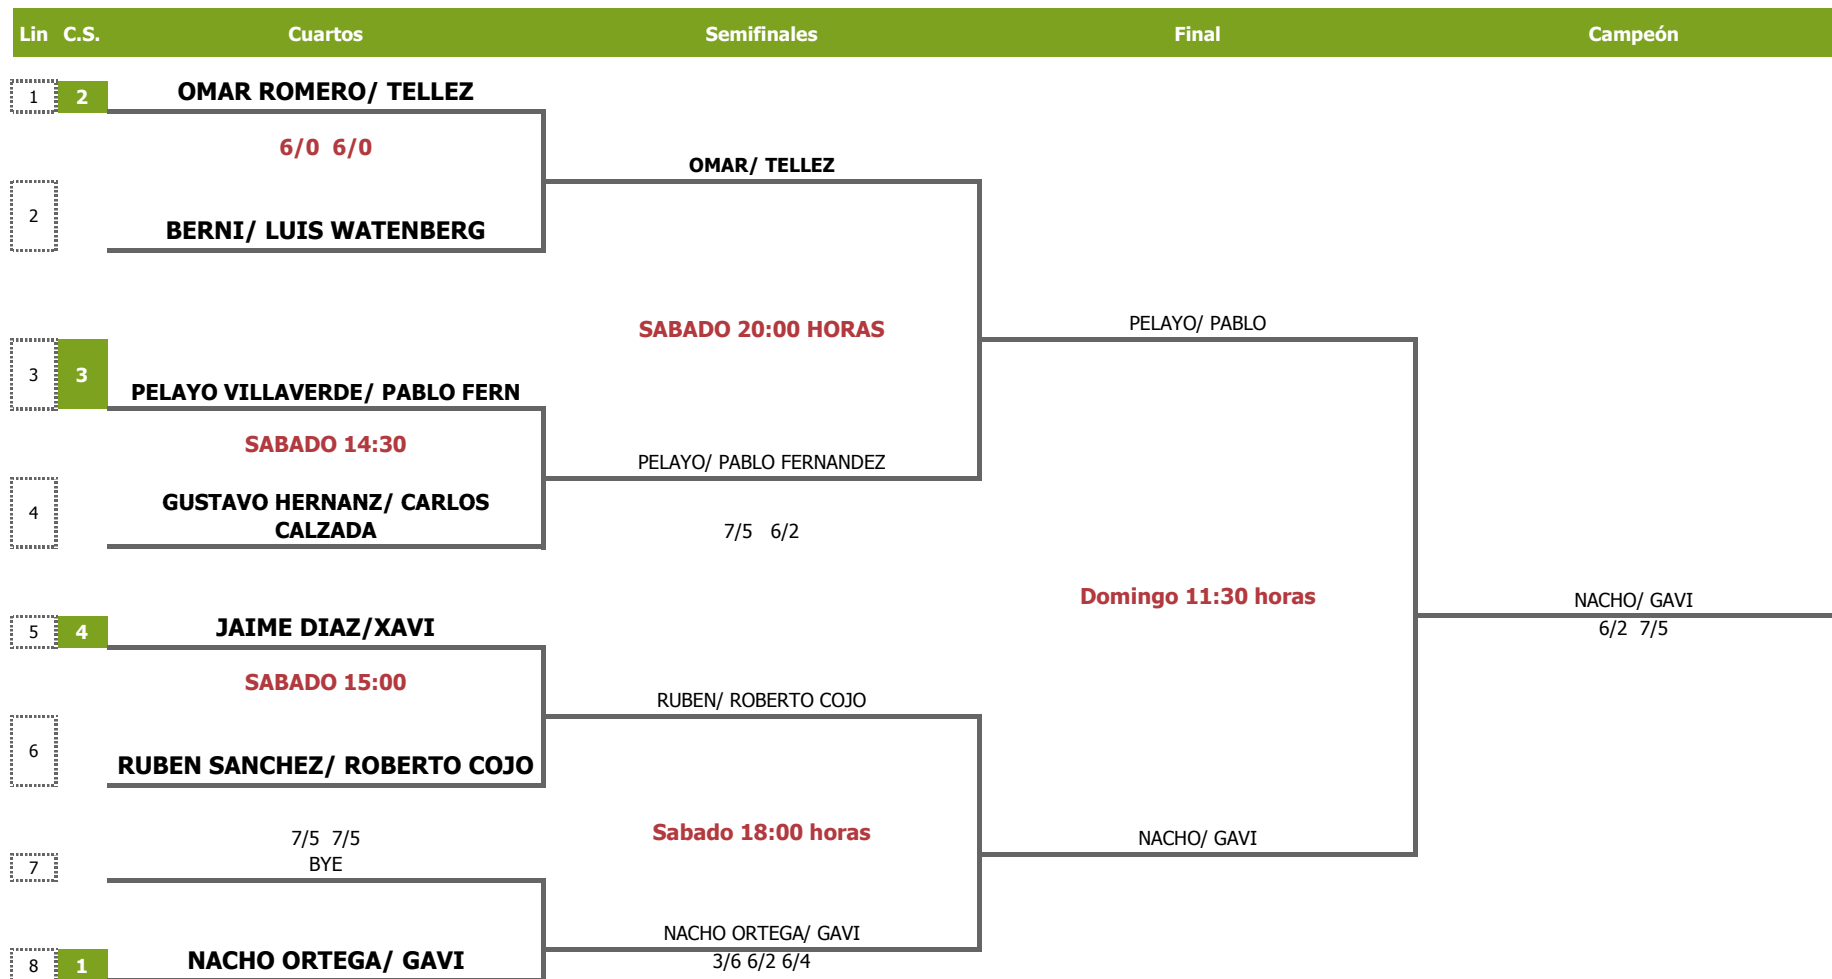 Lin C.S. Cuartos Semifinales Final Campeón
1 2 OMAR ROMERO/ TELLEZ
6/0 6/0
OMAR/ TELLEZ
2 BERNI/ LUIS WATENBERG
SABADO 20:00 HORAS
PELAYO/ PABLO
3 3 PELAYO VILLAVERDE/ PABLO FERN
SABADO 14:30
PELAYO/ PABLO FERNANDEZ
4 GUSTAVO HERNANZ/ CARLOS
CALZADA
7/5 6/2
Domingo 11:30 horas
NACHO/ GAVI
6/2 7/5
5 4 JAIME DIAZ/XAVI
SABADO 15:00
RUBEN/ ROBERTO COJO
6 RUBEN SANCHEZ/ ROBERTO COJO
7/5 7/5
Sabado 18:00 horas
NACHO/ GAVI
7 BYE
NACHO ORTEGA/ GAVI
3/6 6/2 6/4
8 1 NACHO ORTEGA/ GAVI